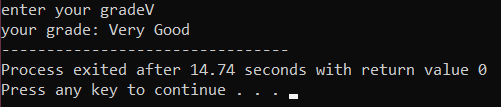 enter your gradeV
your grade: Very Good
--------------------------------
Process exited after 14.74 seconds with return value 0
Press any key to continue . . .